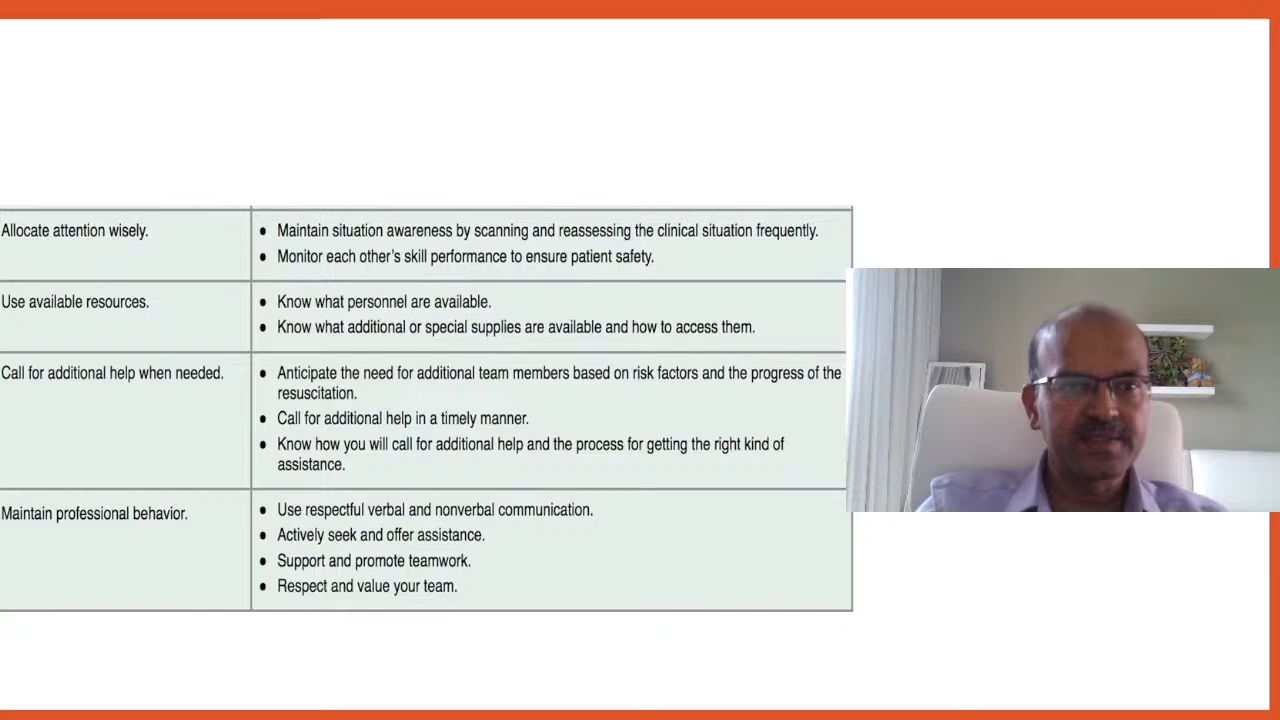 Allocate attention wisely.
• Maintain situation awareness by scanning and reassessing the clinical situation frequently.
• Monitor each other's skill performance to ensure patient safety.
Use available resources.
• Know what personnel are available.
• Know what additional or special supplies are available and how to access them.
Call for additional help when needed.
• Anticipate the need for additional team members based on risk factors and the progress of the
resuscitation.
• Call for additional help in a timely manner.
• Know how you will call for additional help and the process for getting the right kind of
assistance.
Maintain professional behavior.
• Use respectful verbal and nonverbal communication.
• Actively seek and offer assistance.
• Support and promote teamwork.
• Respect and value your team.